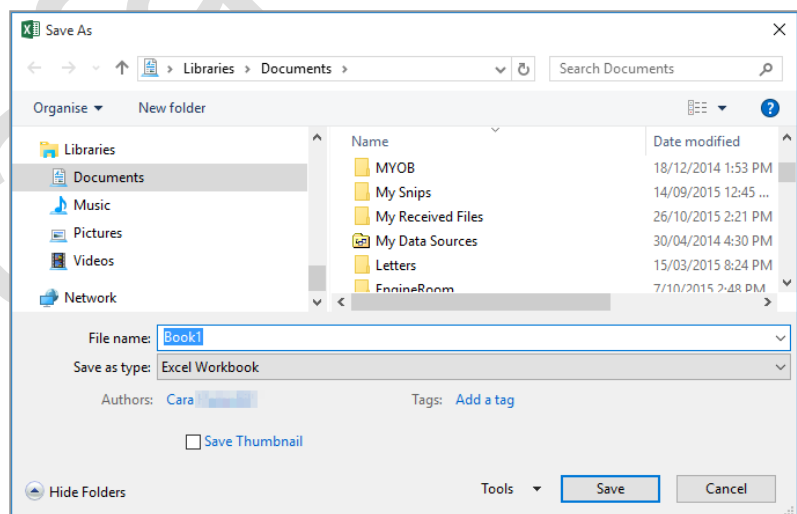 Save As
Libraries > Documents >
Search Documents
Organise
New folder
Libraries
Documents
Music
Pictures
Videos
Network
Name Date modified
MYOB 18/12/2014 1:53 PM
My Snips 14/09/2015 12:45 ...
My Received Files 26/10/2015 2:21 PM
My Data Sources 30/04/2014 4:30 PM
Letters 15/03/2015 8:24 PM
EngineRoom 7/10/2015 2:48 PM
File name: Book1
Save as type: Excel Workbook
Authors: Cara
Tags: Add a tag
Save Thumbnail
Hide Folders
Tools
Save
Cancel